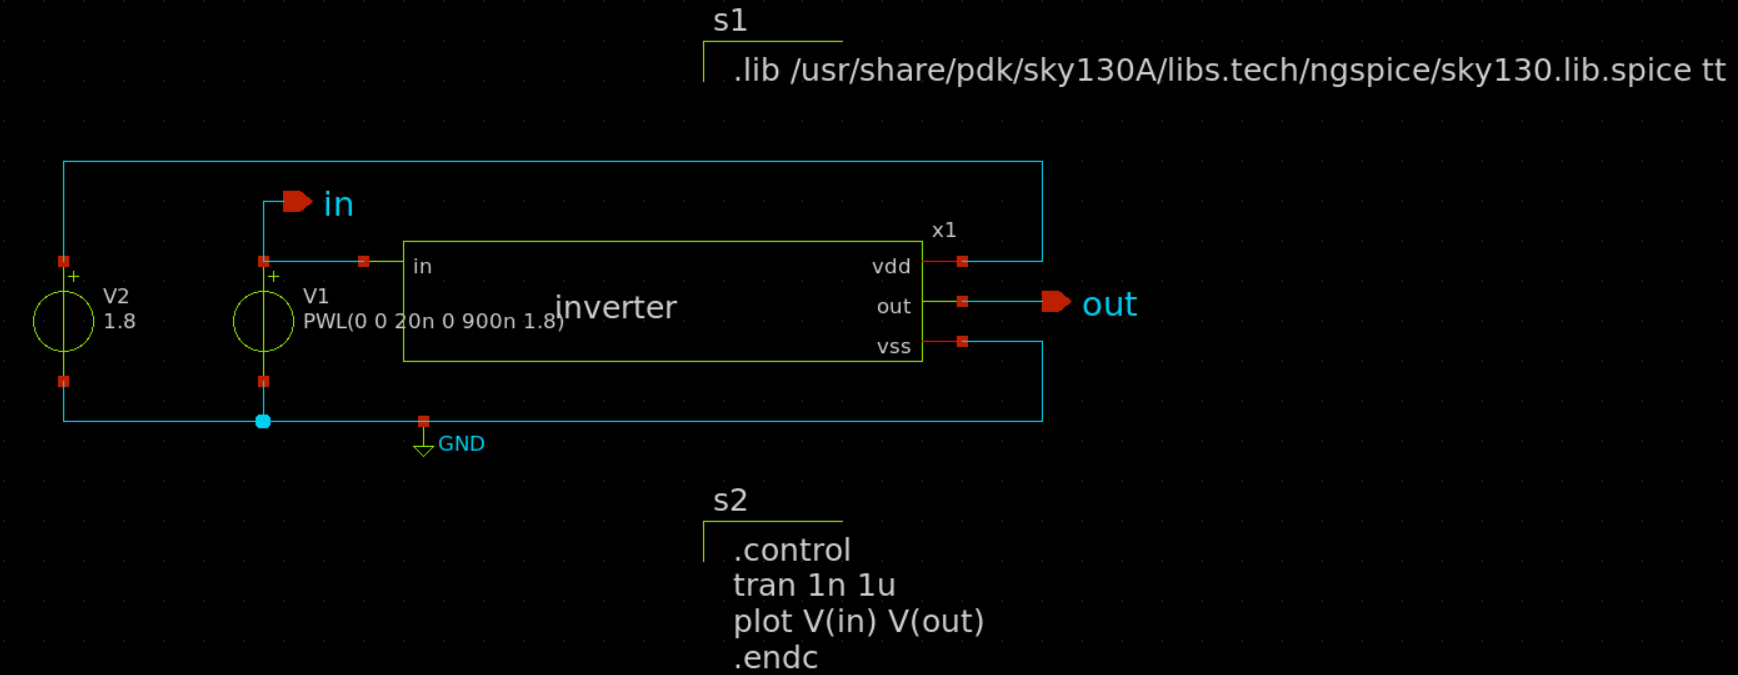 s1
.lib /usr/share/pdk/sky130A/libs.tech/ngspice/sky130.lib.spice tt
in
x1
in
vdd
V2
V1
1.8
PWL(0 0 20n 0 900n 1.8)
inverter
out
out
vss
GND
s2
.control
tran 1n 1u
plot V(in) V(out)
.endc